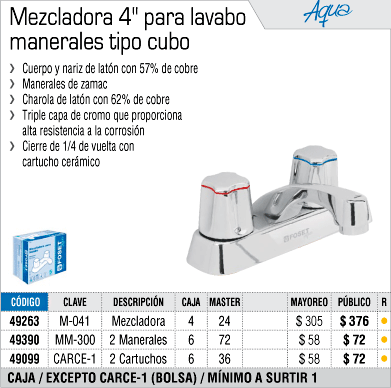 Mezcladora 4" para lavabo
manerales tipo cubo
Aqua
❯ Cuerpo y nariz de latón con 57% de cobre
❯ Manerales de zamac
❯ Charola de latón con 62% de cobre
❯ Triple capa de cromo que proporciona
alta resistencia a la corrosión
❯ Cierre de 1/4 de vuelta con
cartucho cerámico
FOSET
FOSET
CÓDIGO CLAVE DESCRIPCIÓN CAJA MASTER MAYOREO PÚBLICO R
49263 M-041 Mezcladora 4 24 $ 305 $ 376 ●
49390 MM-300 2 Manerales 6 72 $ 58 $ 72 ●
49099 CARCE-1 2 Cartuchos 6 36 $ 58 $ 72 ●
CAJA / EXCEPTO CARCE-1 (BOLSA) / MÍNIMO A SURTIR 1